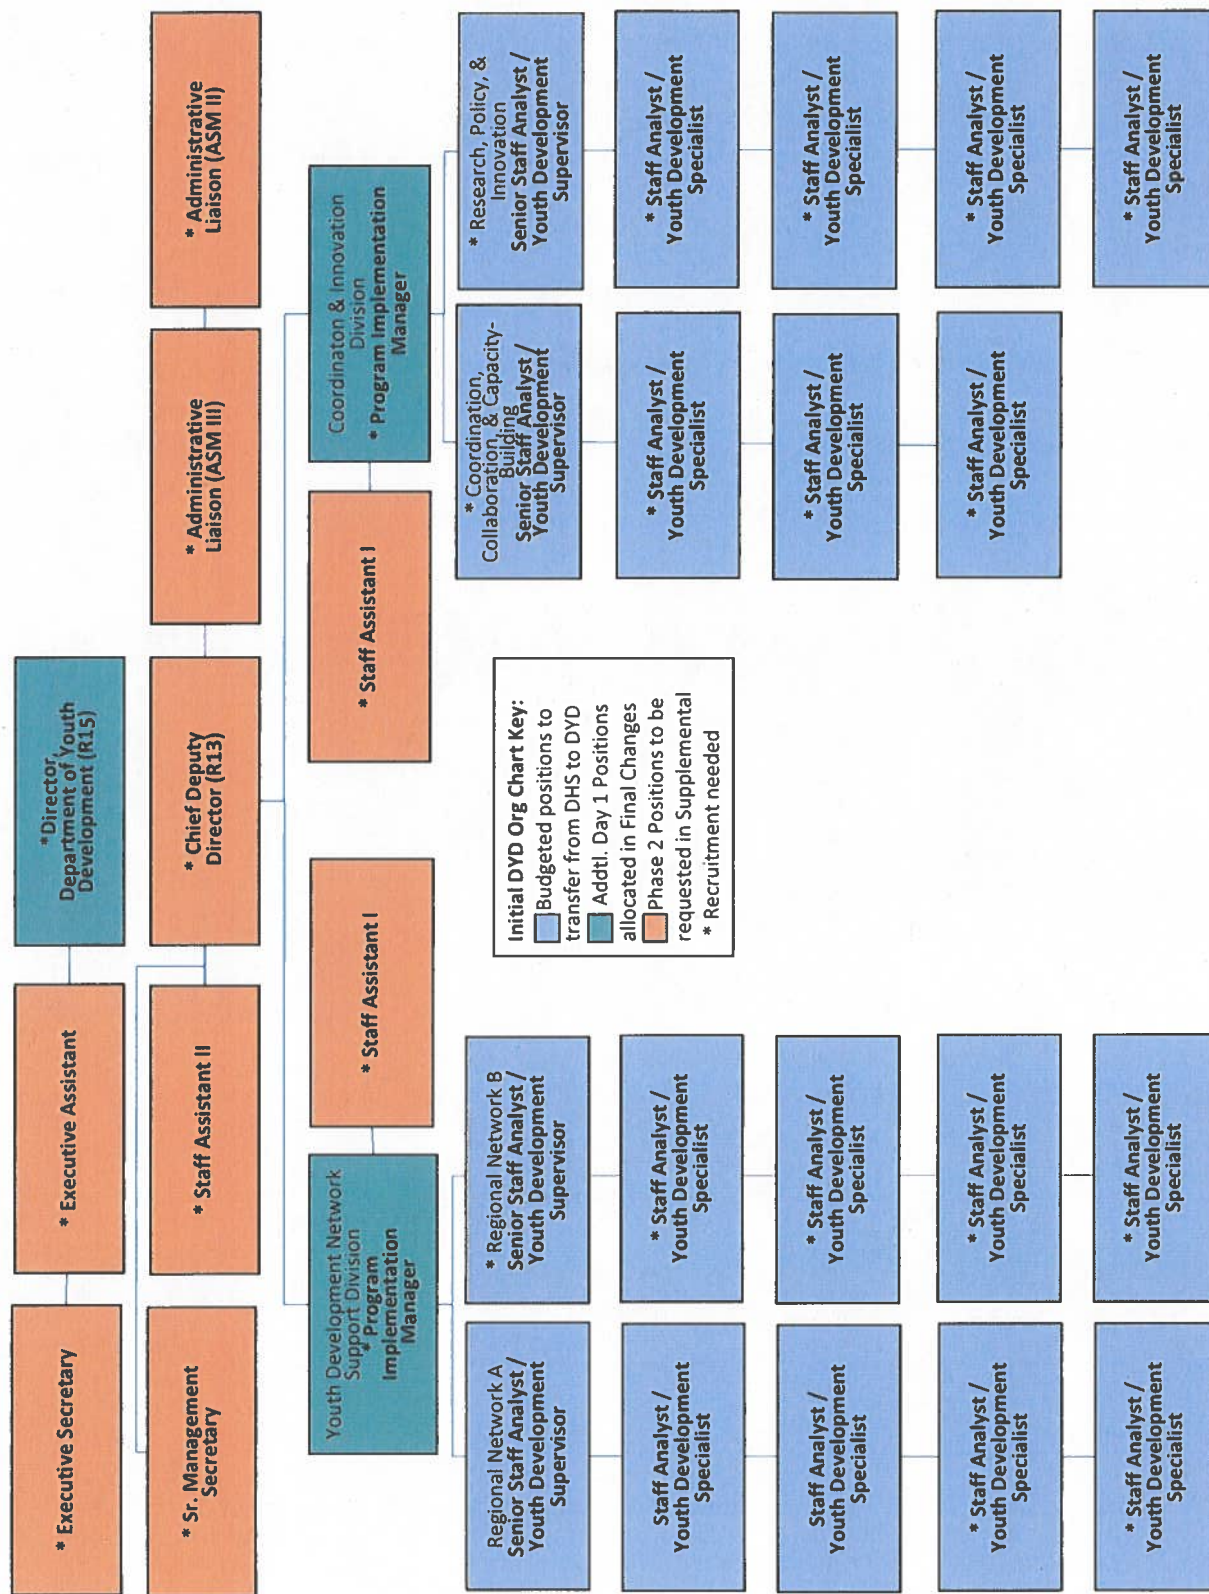 *Director,
Department of Youth
Development (R15)
* Executive Assistant
* Executive Secretary
* Chief Deputy
Director (R13)
* Staff Assistant II
* Sr. Management
Secretary
* Administrative
Liaison (ASM III)
* Administrative
Liaison (ASM II)
Youth Development Network
Support Division
* Program
Implementation
Manager
* Staff Assistant I
* Staff Assistant I
Coordinaton & Innovation
Division
* Program Implementation
Manager
Regional Network A
Senior Staff Analyst /
Youth Development
Supervisor
Staff Analyst /
Youth Development
Specialist
Staff Analyst /
Youth Development
Specialist
* Staff Analyst /
Youth Development
Specialist
* Staff Analyst /
Youth Development
Specialist
* Regional Network B
Senior Staff Analyst /
Youth Development
Supervisor
* Staff Analyst /
Youth Development
Specialist
* Staff Analyst /
Youth Development
Specialist
* Staff Analyst /
Youth Development
Specialist
* Staff Analyst /
Youth Development
Specialist
Initial DYD Org Chart Key:
Budgeted positions to
transfer from DHS to DYD
Addtl. Day 1 Positions
allocated in Final Changes
Phase 2 Positions to be
requested in Supplemental
* Recruitment needed
* Coordination,
Collaboration, & Capacity-
Building
Senior Staff Analyst /
Youth Development
Supervisor
* Staff Analyst /
Youth Development
Specialist
* Staff Analyst /
Youth Development
Specialist
* Staff Analyst /
Youth Development
Specialist
* Research, Policy, &
Innovation
Senior Staff Analyst /
Youth Development
Supervisor
* Staff Analyst /
Youth Development
Specialist
* Staff Analyst /
Youth Development
Specialist
* Staff Analyst /
Youth Development
Specialist
* Staff Analyst /
Youth Development
Specialist